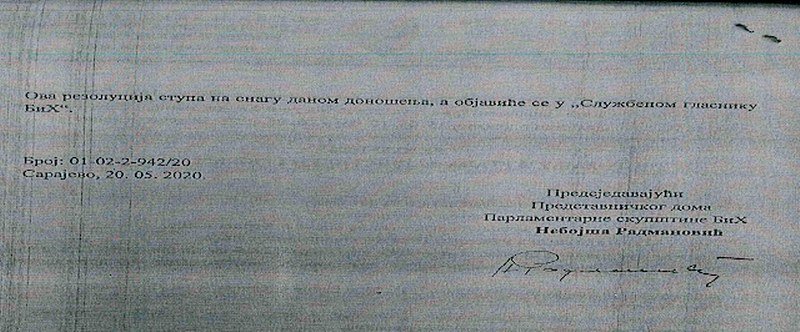 Ова резолуција ступа на снагу даном доношења, а објавиће се у „Службеном гласнику
БиХ“.
Број: 01-02-2-942/20
Сарајево, 20. 05. 2020.
Предсједавајући
Представничког дома
Парламентарне скупштине БиХ
Небојша Радмановић